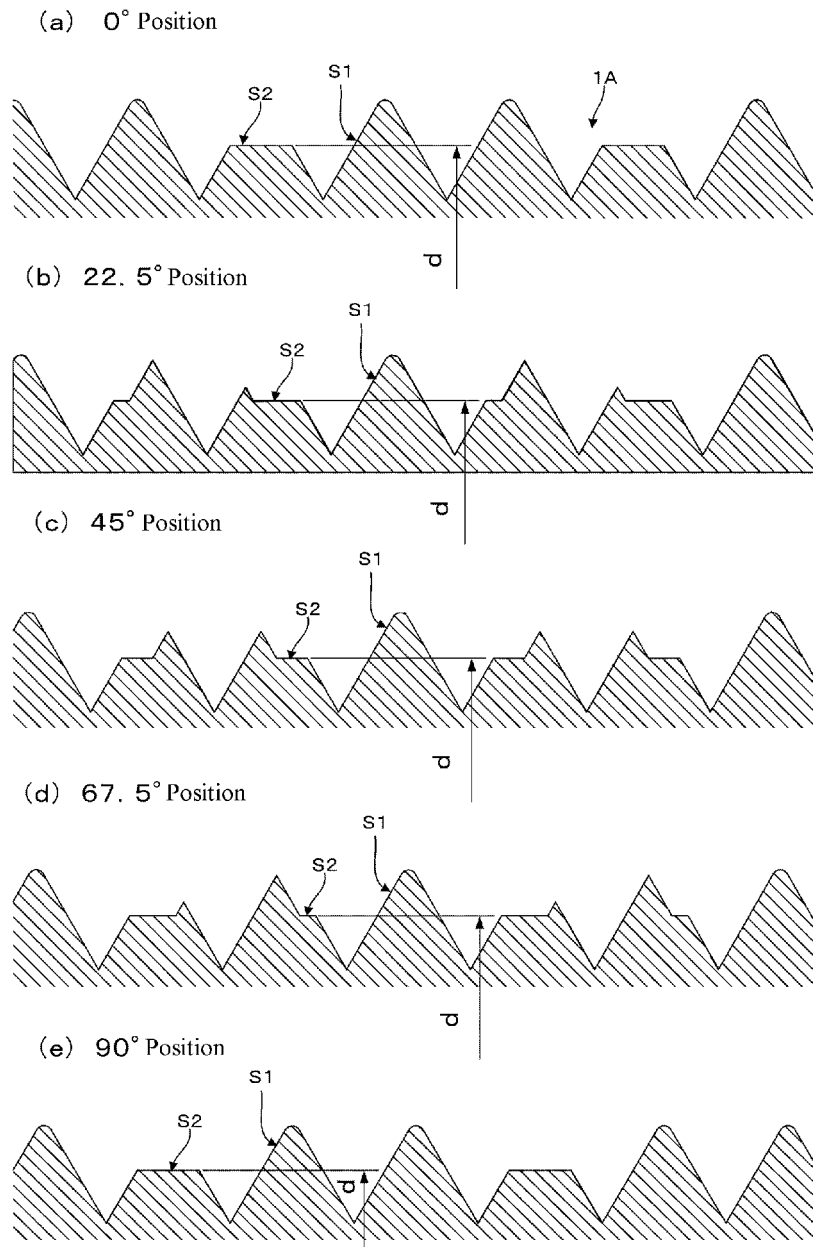 (a) 0° Position
S1
1A
S2
d
(b) 22.5° Position
S1
S2
d
(c) 45° Position
S1
S2
d
(d) 67.5° Position
S1
S2
d
(e) 90° Position
S1
S2
d